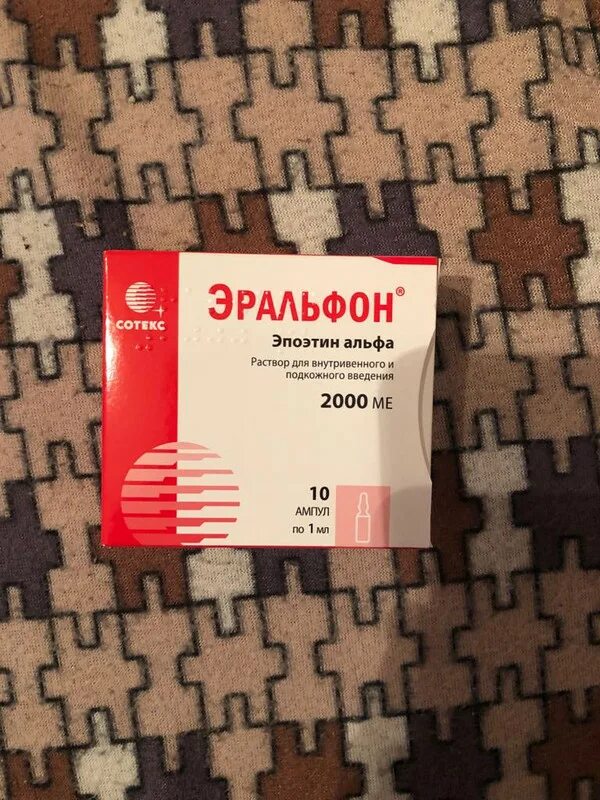 СОТЕКС
ЭРАЛЬФОН®
Эпоэтин альфа
Раствор для внутривенного и
подкожного введения
2000 МЕ
10
АМПУЛ
по 1 мл